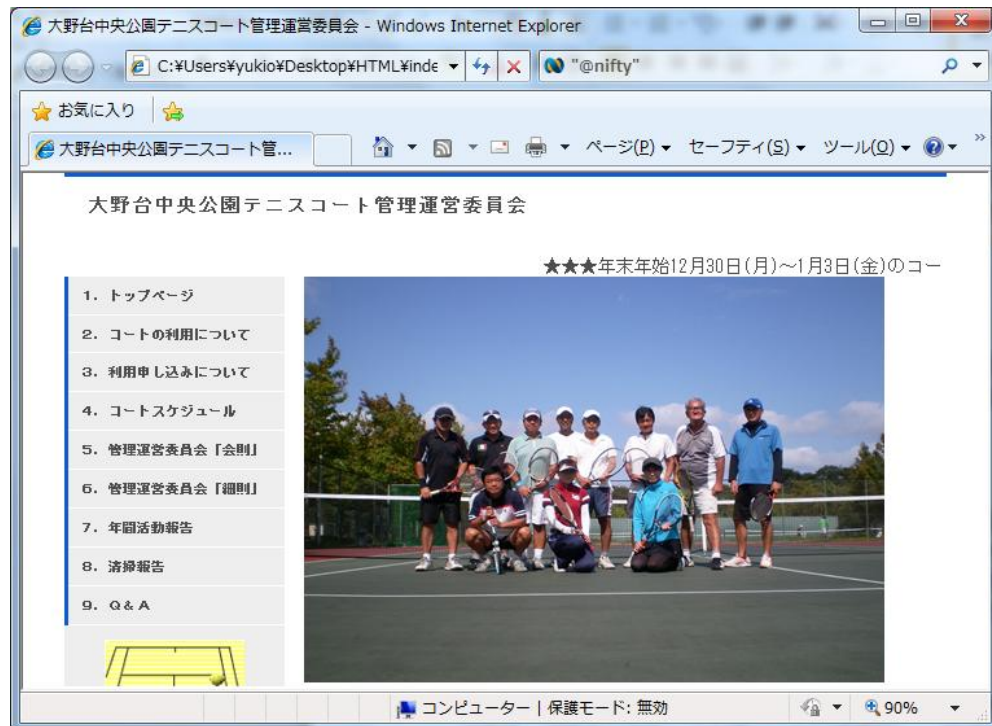 大野台中央公園テニスコート管理運営委員会 - Windows Internet Explorer
C:¥Users¥yukio¥Desktop¥HTML¥inde
"@nifty"
お気に入り
大野台中央公園テニスコート管...
ページ(P)
セーフティ(S)
ツール(O)
»
大野台中央公園テニスコート管理運営委員会
★★★年末年始12月30日(月)～1月3日(金)のコー
1. トップページ
2. コートの利用について
3. 利用申し込みについて
4. コートスケジュール
5. 管理運営委員会「会則」
6. 管理運営委員会「細則」
7. 年間活動報告
8. 清掃報告
9. Q&A
コンピューター | 保護モード: 無効
90%